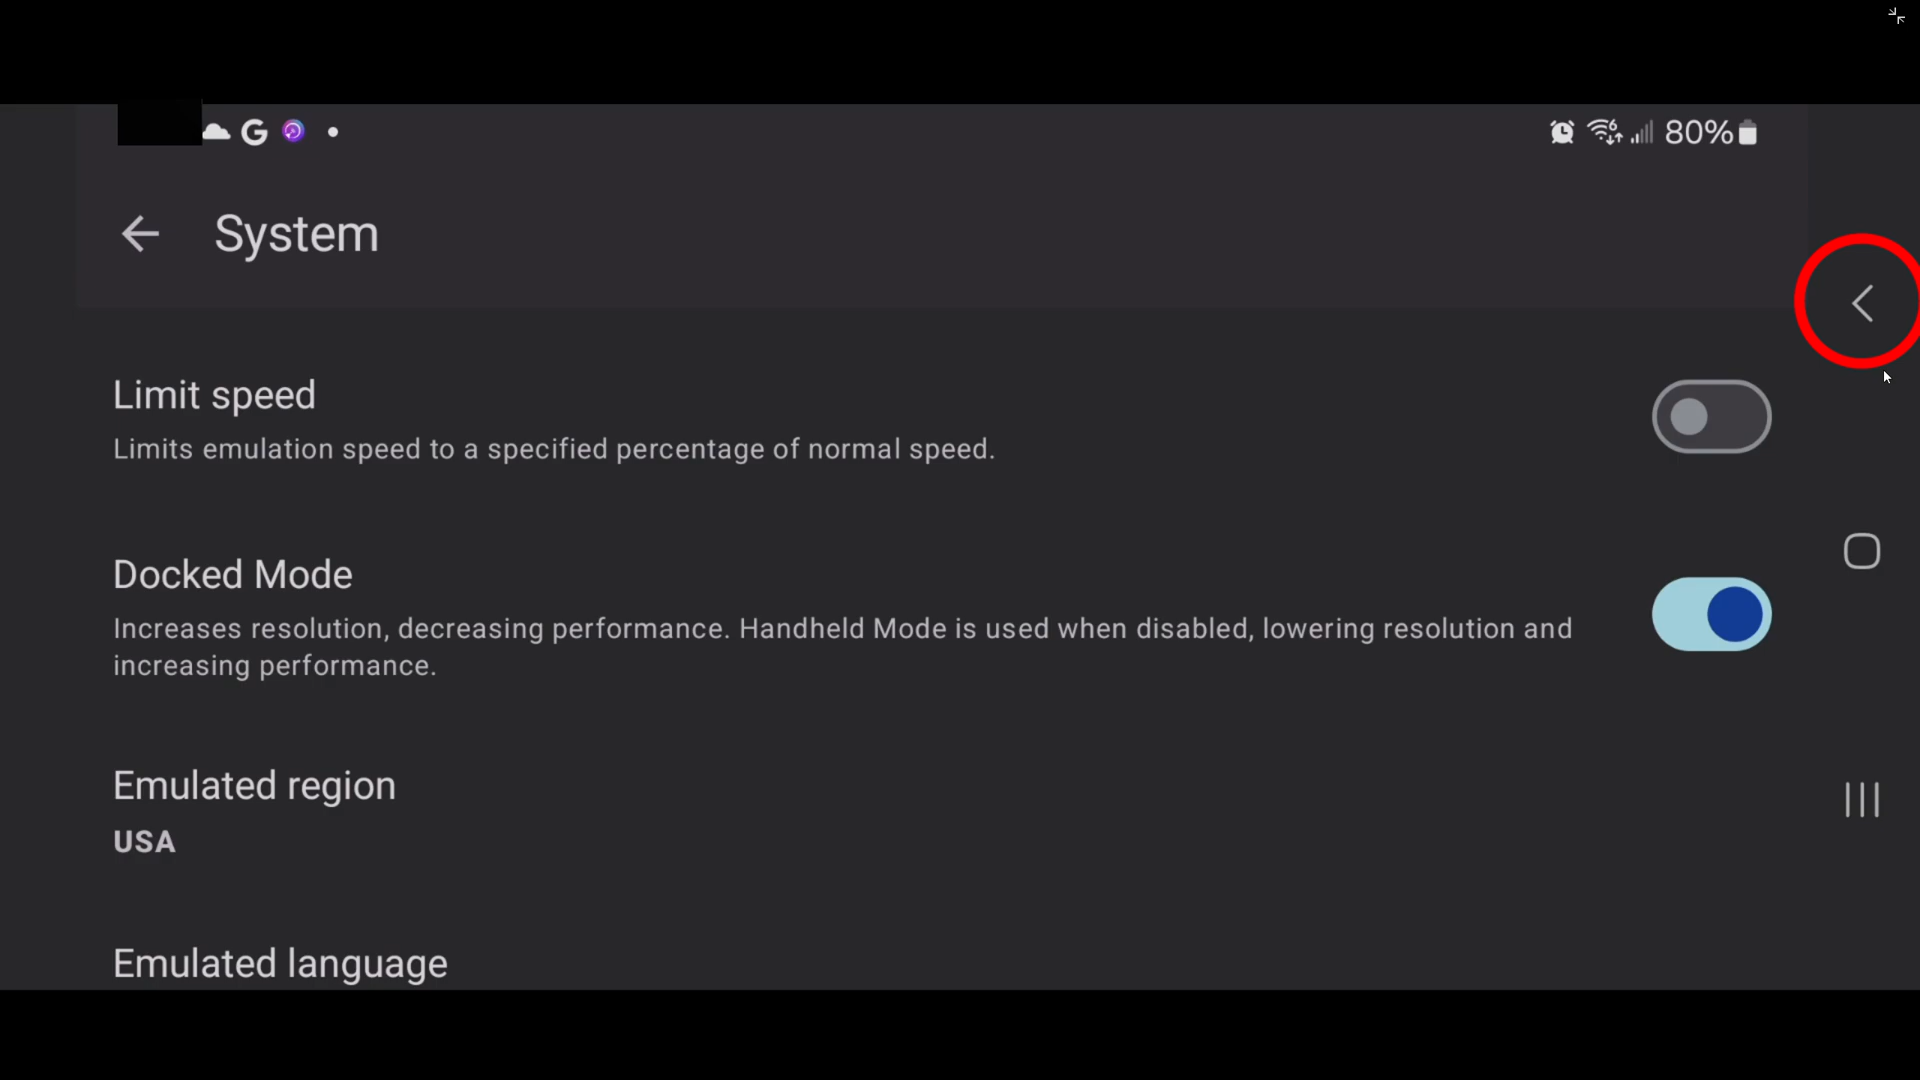 G
80%
System
Limit speed
Limits emulation speed to a specified percentage of normal speed.
Docked Mode
Increases resolution, decreasing performance. Handheld Mode is used when disabled, lowering resolution and
increasing performance.
Emulated region
USA
Emulated language